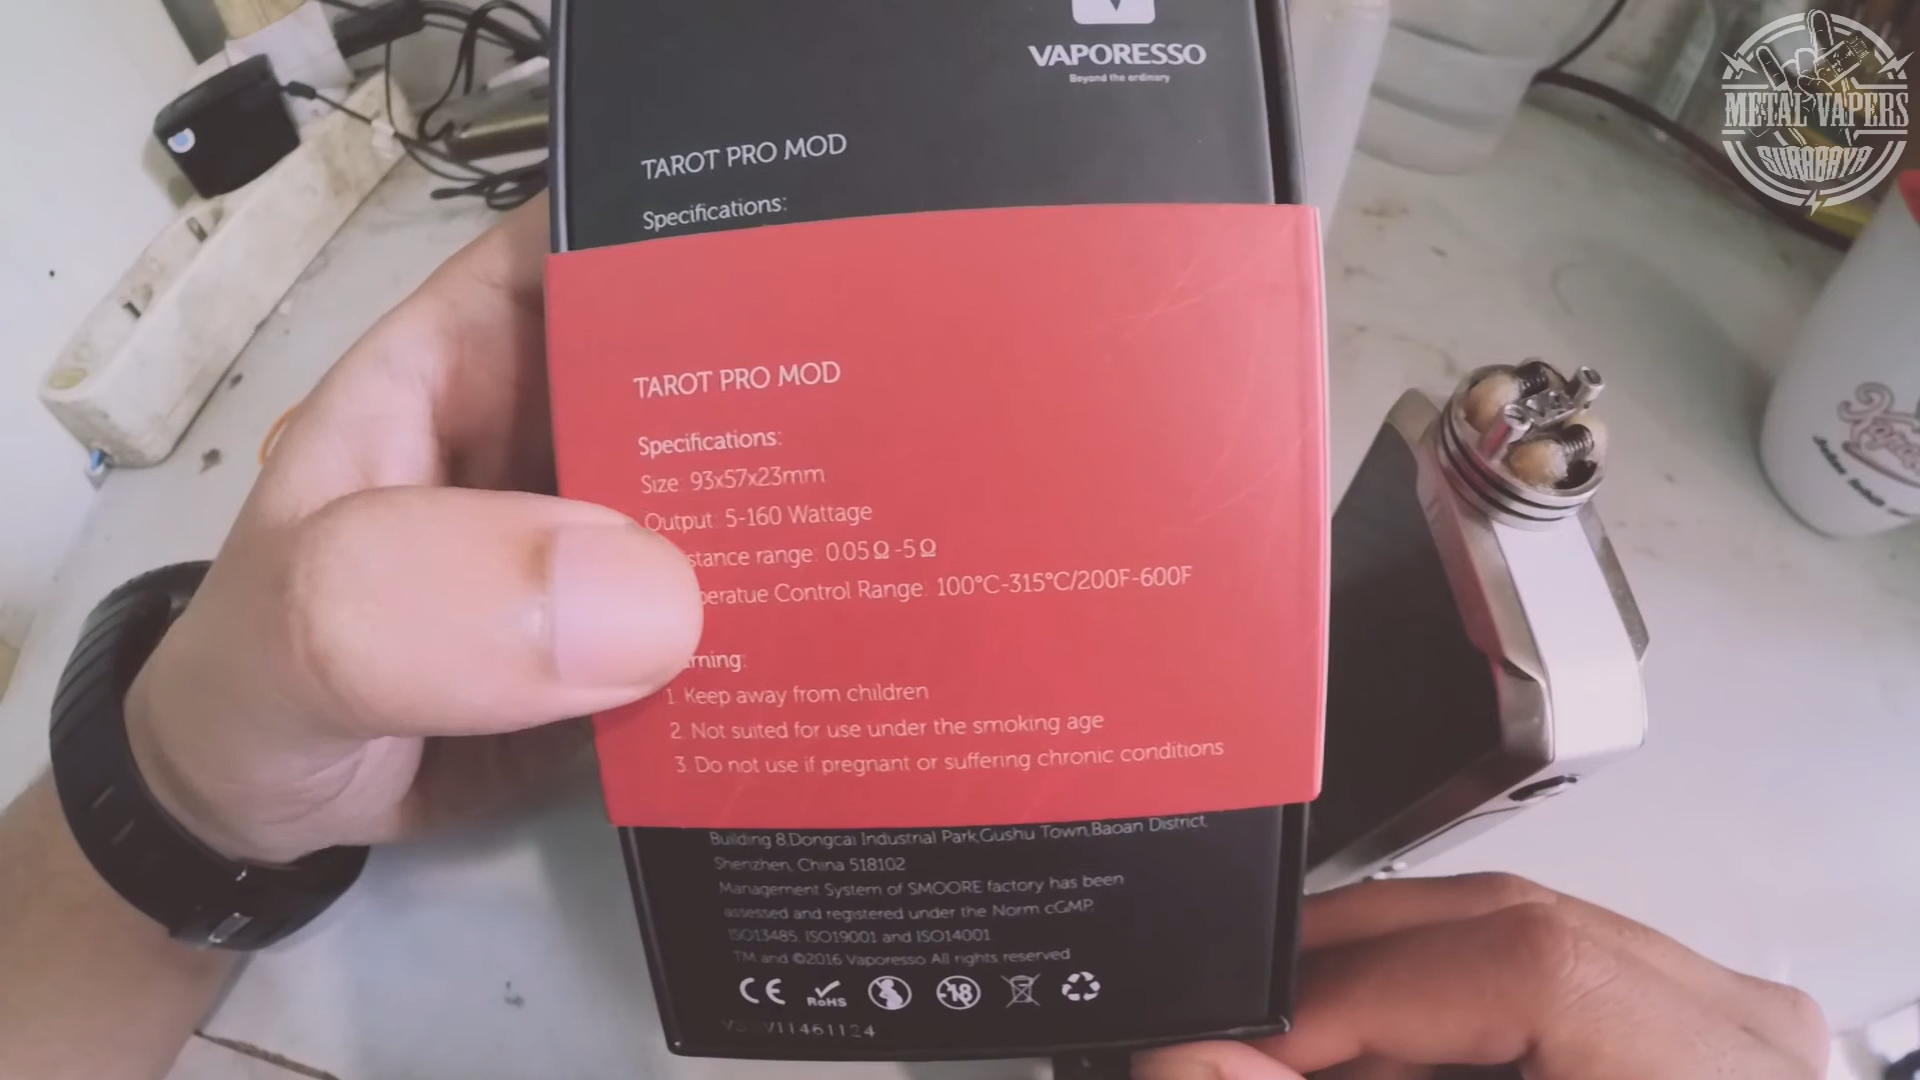 METAL VAPERS
SURABAYA
VAPORESSO
Beyond the ordinary
TAROT PRO MOD
Specifications:
TAROT PRO MOD
Specifications:
Size: 93x57x23mm
Output: 5-160 Wattage
stance range: 0.05Ω-5Ω
peratue Control Range: 100°C-315°C/200F-600F
rning:
1. Keep away from children
2. Not suited for use under the smoking age
3. Do not use if pregnant or suffering chronic conditions
Building 8,Dongcai Industrial Park,Gushu Town,Baoan District,
Shenzhen, China 518102
Management System of SMOORE factory has been
assessed and registered under the Norm cGMP,
ISO13485, ISO19001 and ISO14001.
TM and ©2016 Vaporesso All rights reserved
CE
RoHS
-18